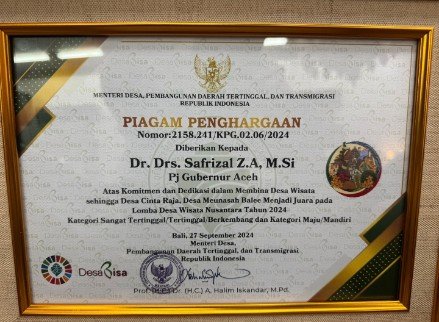 MENTERI DESA, PEMBANGUNAN DAERAH TERTINGGAL, DAN TRANSMIGRASI
REPUBLIK INDONESIA
PIAGAM PENGHARGAAN
Nomor:2158.241/KPG.02.06/2024
Diberikan Kepada
Dr. Drs. Safrizal Z.A, M.Si
Pj Gubernur Aceh
Atas Komitmen dan Dedikasi dalam Membina Desa Wisata
sehingga Desa Cinta Raja, Desa Meunasah Balee Menjadi Juara pada
Lomba Desa Wisata Nusantara Tahun 2024
Kategori Sangat Tertinggal/Tertinggal/Berkembang dan Kategori Maju/Mandiri
Bali, 27 September 2024
Menteri Desa,
Pembangunan Daerah Tertinggal, dan Transmigrasi
Republik Indonesia
DesaBisa
Prof. Dr. (H.C.) A. Halim Iskandar, M.Pd.